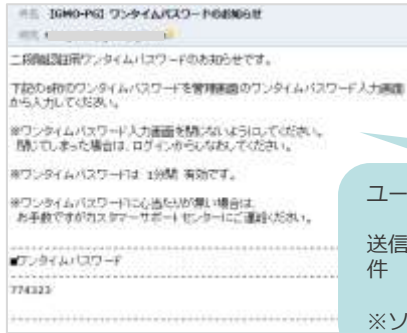 件名 [GMO-PG] ワンタイムパスワードのお知らせ
二段階認証用ワンタイムパスワードのお知らせです。
下記の6桁のワンタイムパスワードを管理画面のワンタイムパスワード入力画面
から入力してください。
※ワンタイムパスワード入力画面を閉じないようにしてください。
閉じてしまった場合は、ログインからしなおしてください。
※ワンタイムパスワードは 1分間 有効です。
※ワンタイムパスワードに心当たりが無い場合は、
お手数ですがカスタマーサポートセンターにご連絡ください。
■ワンタイムパスワード
774323
ユー
送信
件
※ソ